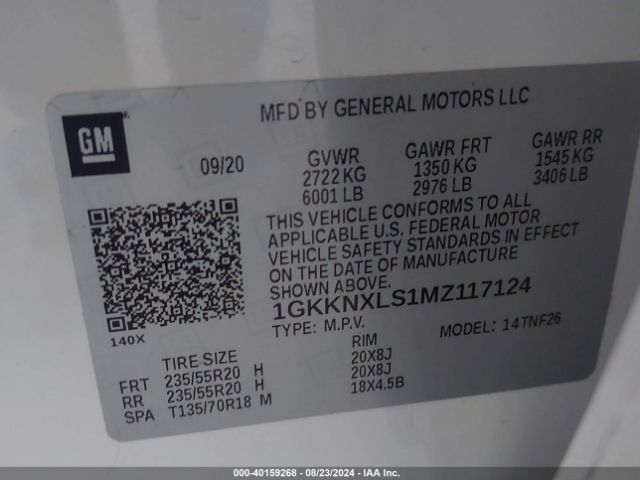 MFD BY GENERAL MOTORS LLC
GM
09/20
GVWR
2722 KG
6001 LB
GAWR FRT
1350 KG
2976 LB
GAWR RR
1545 KG
3406 LB
THIS VEHICLE CONFORMS TO ALL
APPLICABLE U.S. FEDERAL MOTOR
VEHICLE SAFETY STANDARDS IN EFFECT
ON THE DATE OF MANUFACTURE
SHOWN ABOVE.
1GKKNXLS1MZ117124
TYPE: M.P.V.
MODEL: 14TNF26
140X
TIRE SIZE
RIM
FRT 235/55R20 H 20X8J
RR 235/55R20 H 20X8J
SPA T135/70R18 M 18X4.5B
000-40159268 - 08/23/2024 - IAA Inc.